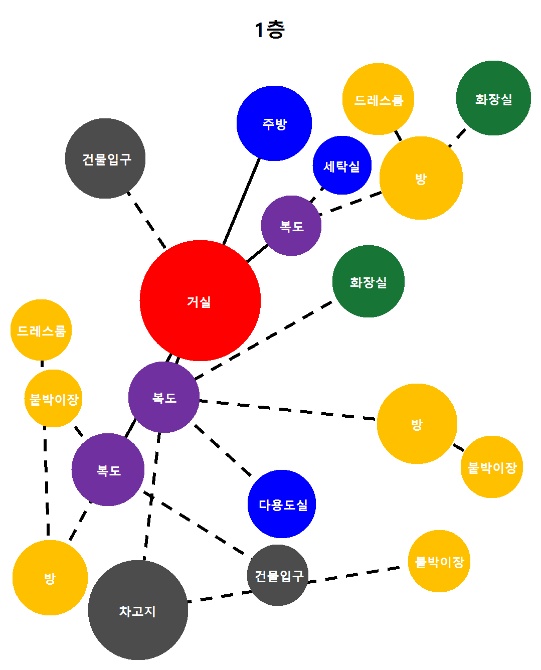 1층
드레스룸
화장실
주방
건물입구
세탁실
방
복도
화장실
거실
드레스룸
붙박이장
복도
방
복도
붙박이장
다용도실
방
건물입구
붙박이장
차고지